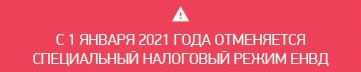 С 1 ЯНВАРЯ 2021 ГОДА ОТМЕНЯЕТСЯ
СПЕЦИАЛЬНЫЙ НАЛОГОВЫЙ РЕЖИМ ЕНВД